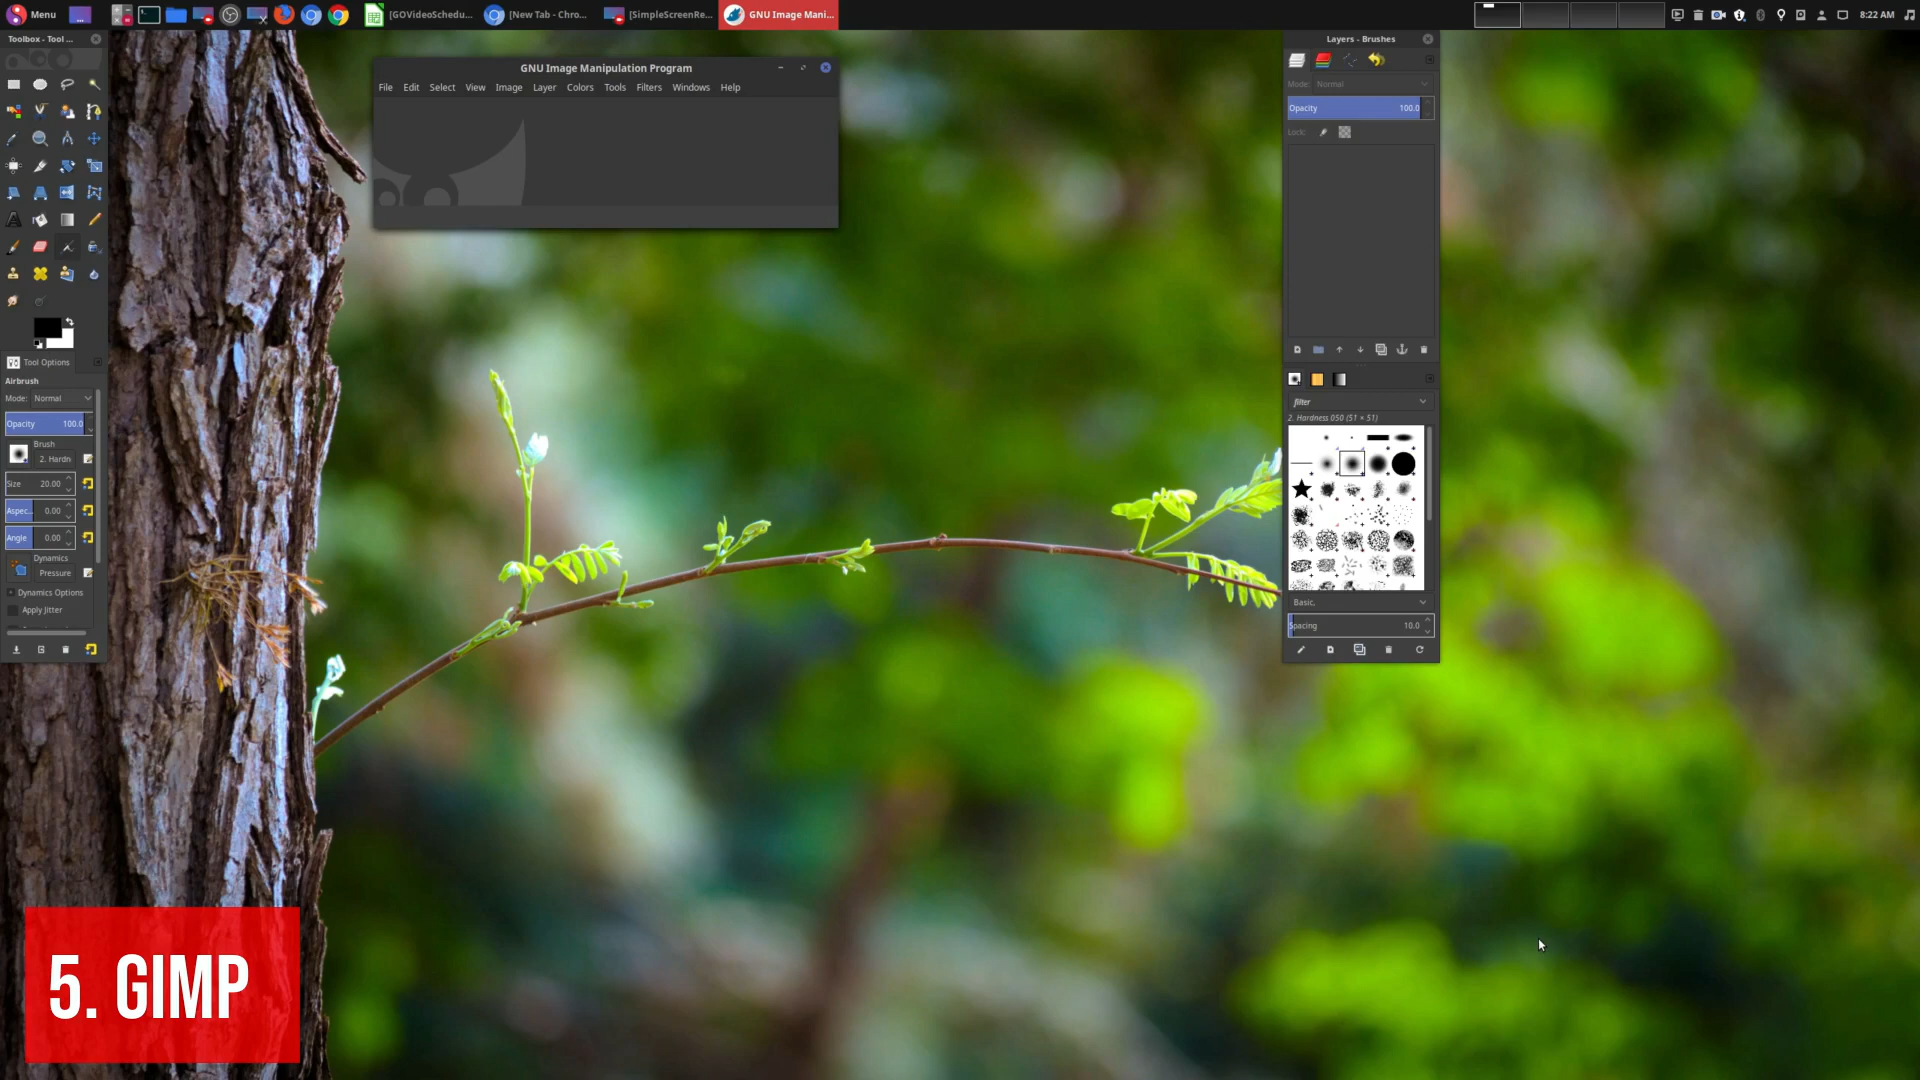 Menu
[GOVideoSchedu...
[New Tab - Chro...
[SimpleScreenRe...
GNU Image Mani...
8:22 AM
Toolbox - Tool ...
Tool Options
Airbrush
Mode: Normal
Opacity 100.0
Brush
2. Hardn
Size 20.00
Aspec... 0.00
Angle 0.00
Dynamics
Pressure
Dynamics Options
Apply Jitter
GNU Image Manipulation Program
File Edit Select View Image Layer Colors Tools Filters Windows Help
Layers - Brushes
Mode: Normal
Opacity 100.0
Lock:
filter
2. Hardness 050 (51 × 51)
Basic,
Spacing 10.0
5. GIMP